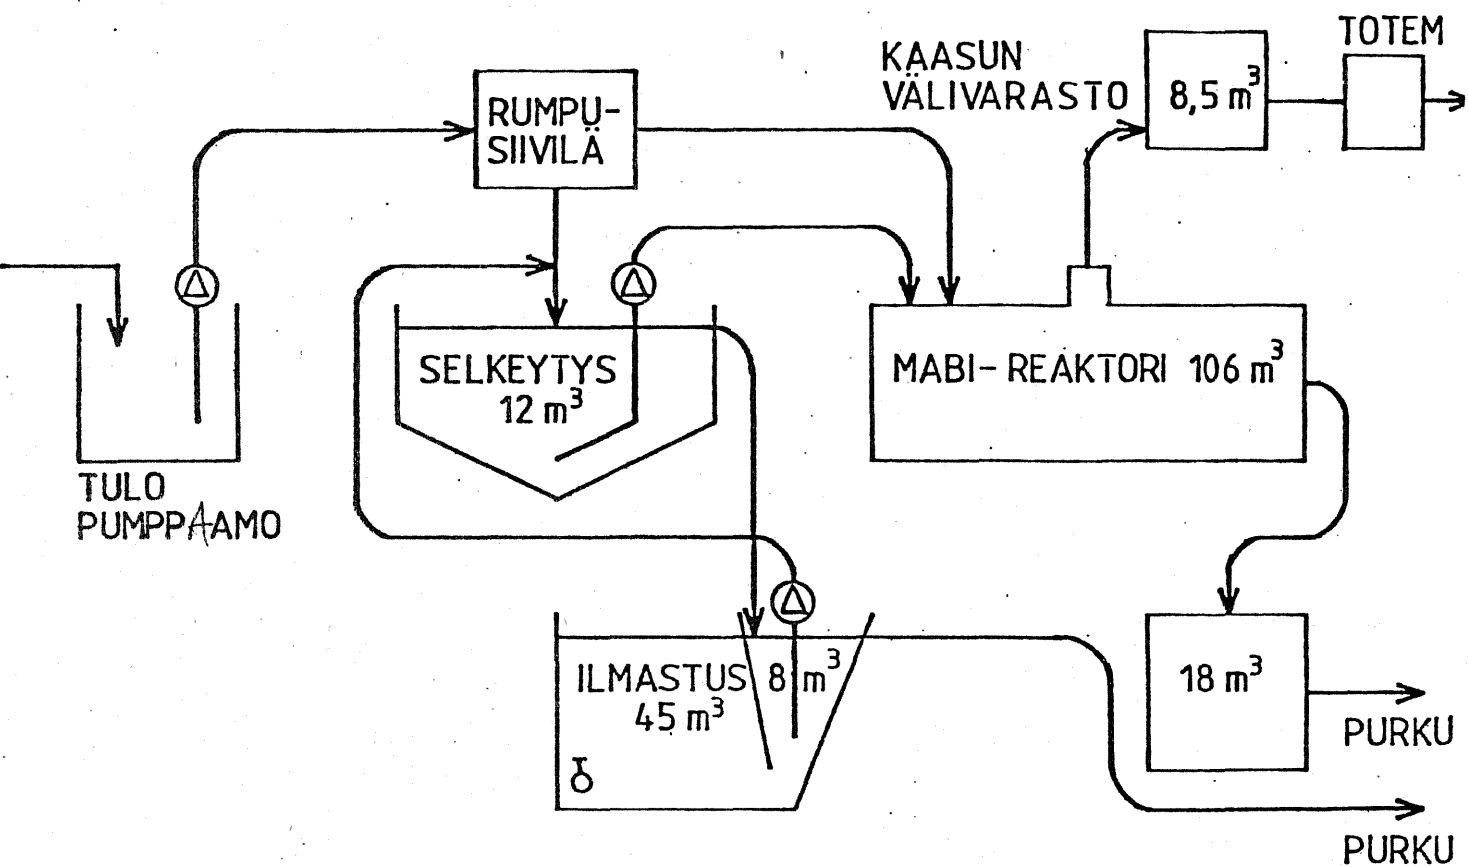 TOTEM
KAASUN
VÄLIVARASTO
8,5 m³
RUMPU-
SIIVILÄ
SELKEYTYS
12 m³
MABI-REAKTORI 106 m³
TULO
PUMPPAAMO
ILMASTUS 8 m³
45 m³
18 m³
PURKU
PURKU